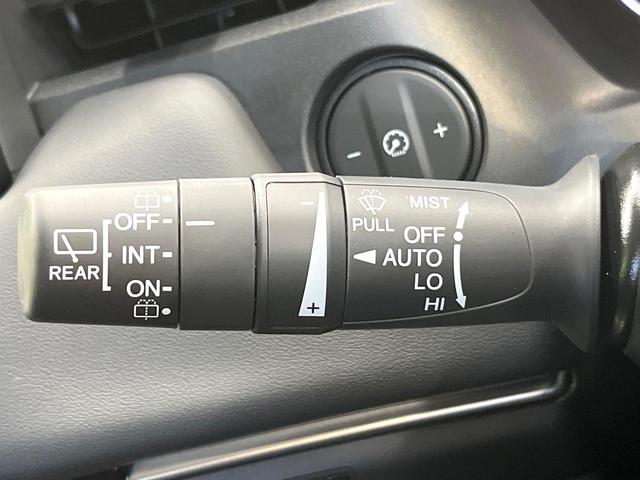 OFF
INT
ON
REAR
−
+
PULL
MIST
OFF
AUTO
LO
HI
−
+